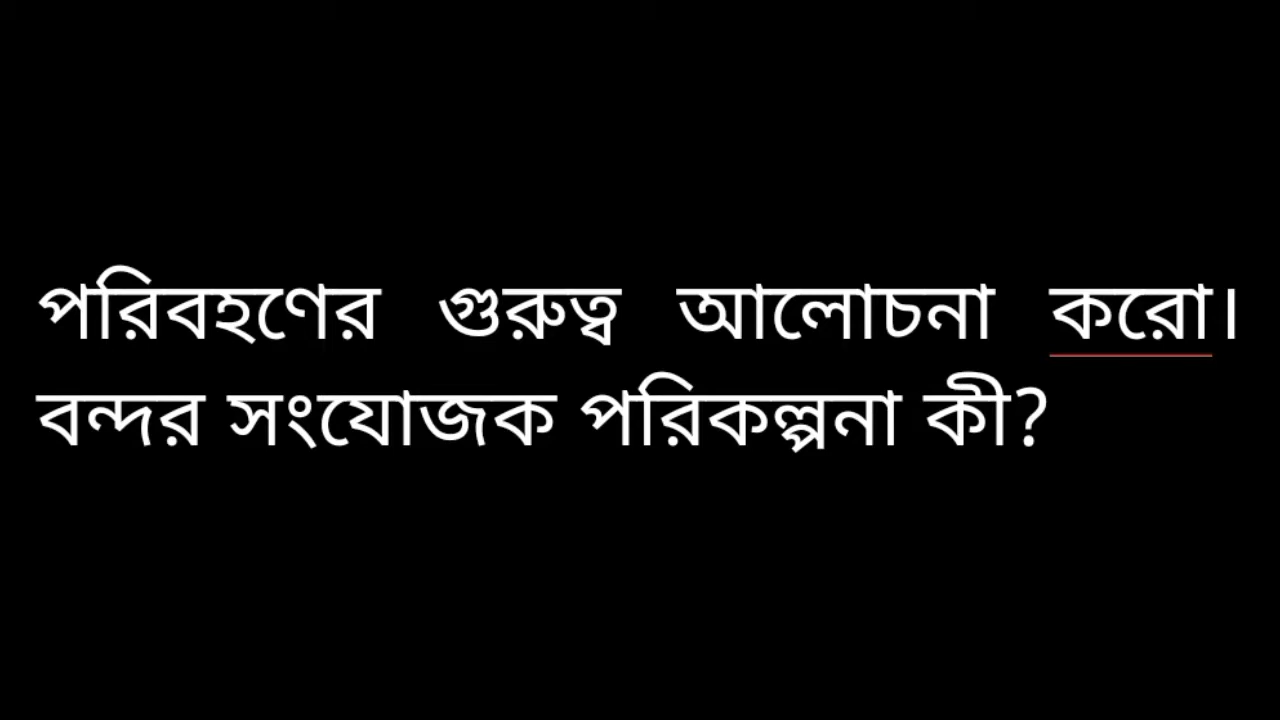 পরিবহণের গুরুত্ব আলোচনা করো।
বন্দর সংযোজক পরিকল্পনা কী?